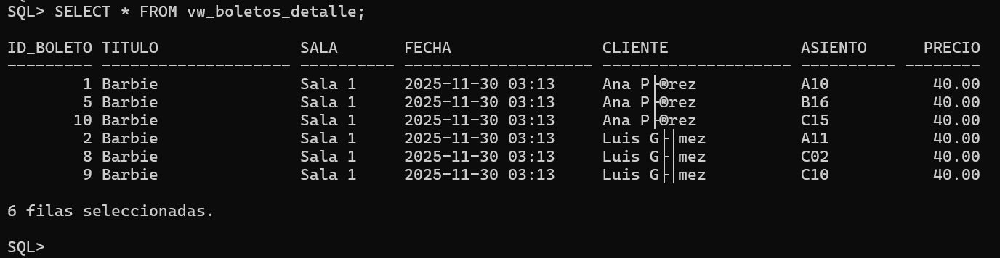 SQL> SELECT * FROM vw_boletos_detalle;
ID_BOLETO TITULO               SALA       FECHA                CLIENTE              ASIENTO      PRECIO
--------- -------------------- ---------- -------------------- -------------------- ---------- --------
        1 Barbie               Sala 1     2025-11-30 03:13     Ana P├®rez           A10           40.00
        5 Barbie               Sala 1     2025-11-30 03:13     Ana P├®rez           B16           40.00
       10 Barbie               Sala 1     2025-11-30 03:13     Ana P├®rez           C15           40.00
        2 Barbie               Sala 1     2025-11-30 03:13     Luis G├│mez          A11           40.00
        8 Barbie               Sala 1     2025-11-30 03:13     Luis G├│mez          C02           40.00
        9 Barbie               Sala 1     2025-11-30 03:13     Luis G├│mez          C10           40.00
6 filas seleccionadas.
SQL>